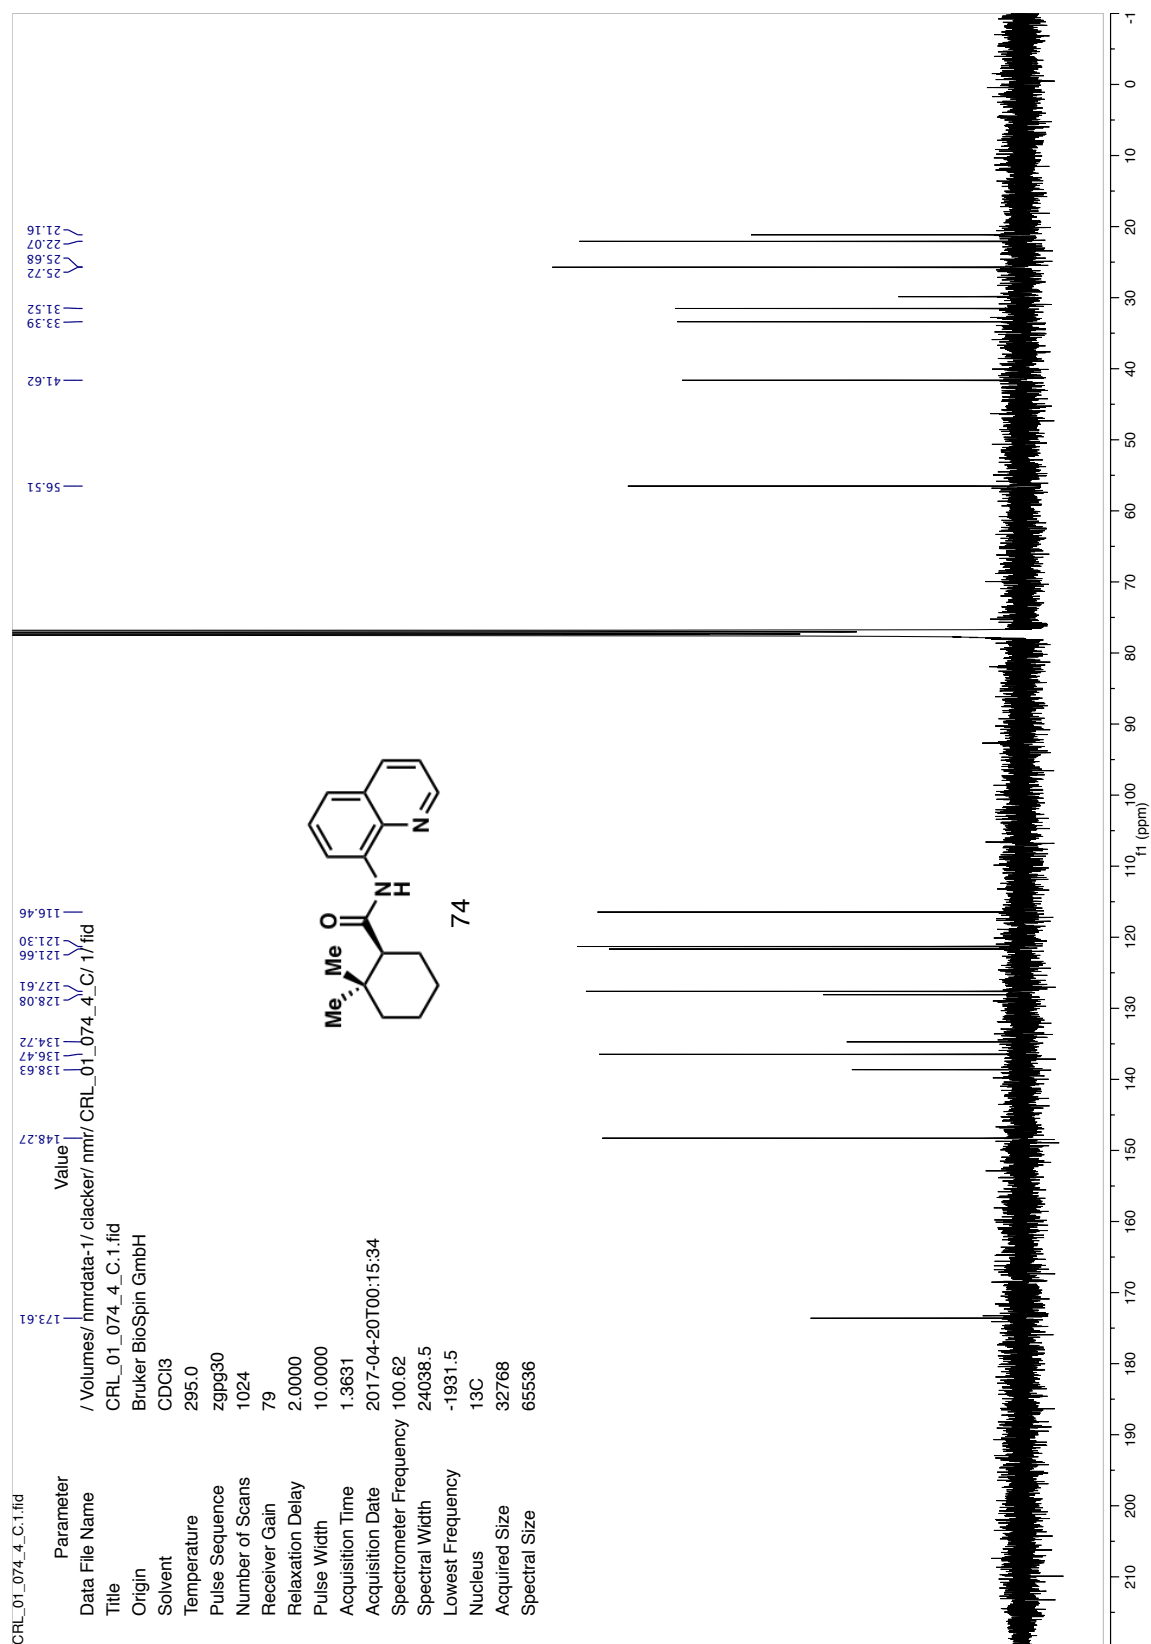 CRL_01_074_4_C.1.fid
Parameter Value
Data File Name / Volumes/ nmrdata-1/ clacker/ nmr/ CRL_01_074_4_C/ 1/ fid
Title CRL_01_074_4_C.1.fid
Origin Bruker BioSpin GmbH
Solvent CDCl3
Temperature 295.0
Pulse Sequence zgpg30
Number of Scans 1024
Receiver Gain 79
Relaxation Delay 2.0000
Pulse Width 10.0000
Acquisition Time 1.3631
Acquisition Date 2017-04-20T00:15:34
Spectrometer Frequency 100.62
Spectral Width 24038.5
Lowest Frequency -1931.5
Nucleus 13C
Acquired Size 32768
Spectral Size 65536
173.61
148.27
138.63
136.47
134.72
128.08
127.61
121.66
121.30
116.46
56.51
41.62
33.39
31.52
25.72
25.68
22.07
21.16
Me Me O
N
H
N
74
210 200 190 180 170 160 150 140 130 120 110 100 90 80 70 60 50 40 30 20 10 0 -1
f1 (ppm)